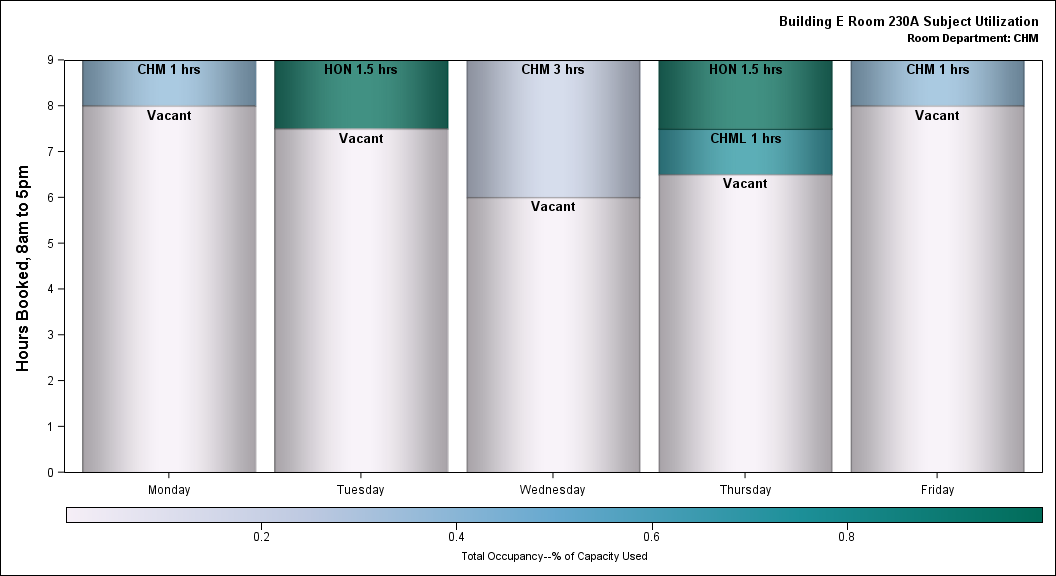 Building E Room 230A Subject Utilization
Room Department: CHM
Hours Booked, 8am to 5pm
9
8
7
6
5
4
3
2
1
0
CHM 1 hrs
Vacant
HON 1.5 hrs
Vacant
CHM 3 hrs
Vacant
HON 1.5 hrs
CHML 1 hrs
Vacant
CHM 1 hrs
Vacant
Monday Tuesday Wednesday Thursday Friday
0.2 0.4 0.6 0.8
Total Occupancy--% of Capacity Used